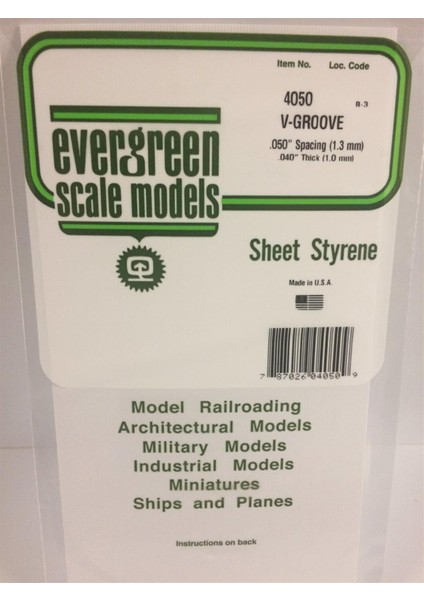 Item No. Loc. Code
4050 R-3
V-GROOVE
.050" Spacing (1.3 mm)
.040" Thick (1.0 mm)
evergreen
scale models
Sheet Styrene
Made in U.S.A.
7 87026 04050 9
Model Railroading
Architectural Models
Military Models
Industrial Models
Miniatures
Ships and Planes
Instructions on back